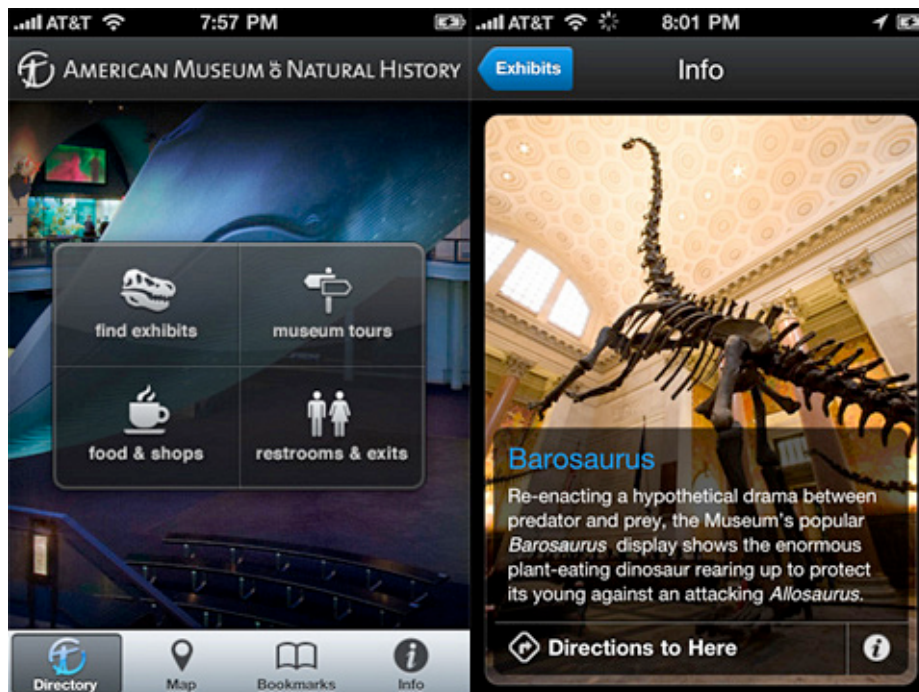 AT&T 7:57 PM
AMERICAN MUSEUM OF NATURAL HISTORY
find exhibits
museum tours
food & shops
restrooms & exits
Directory
Map
Bookmarks
Info
AT&T 8:01 PM
Exhibits
Info
Barosaurus
Re-enacting a hypothetical drama between
predator and prey, the Museum's popular
Barosaurus display shows the enormous
plant-eating dinosaur rearing up to protect
its young against an attacking Allosaurus.
Directions to Here